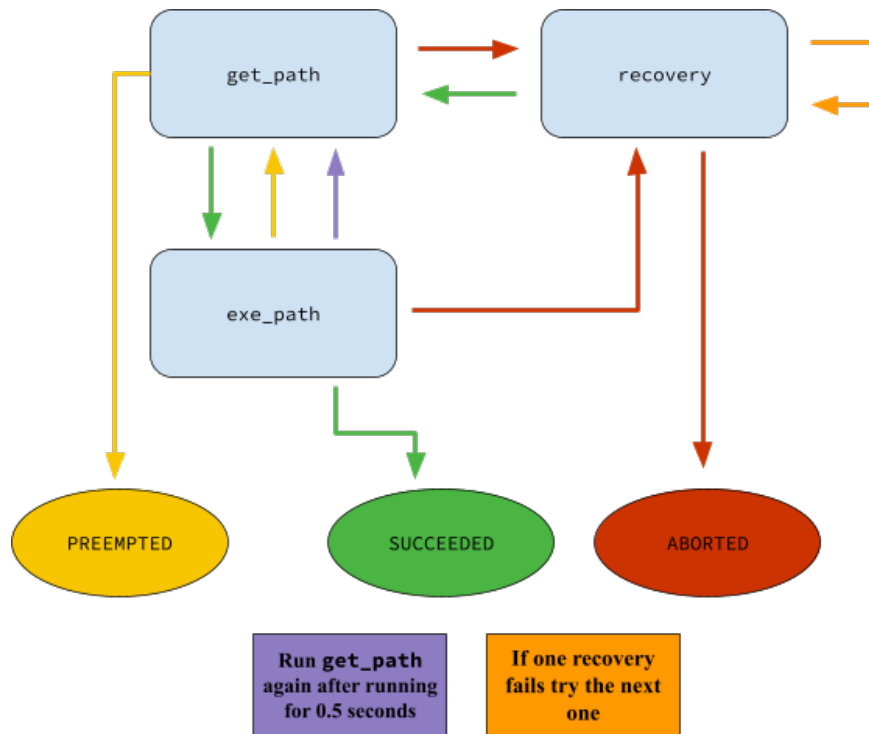 get_path
recovery
exe_path
PREEMPTED
SUCCEEDED
ABORTED
Run get_path
again after running
for 0.5 seconds
If one recovery
fails try the next
one